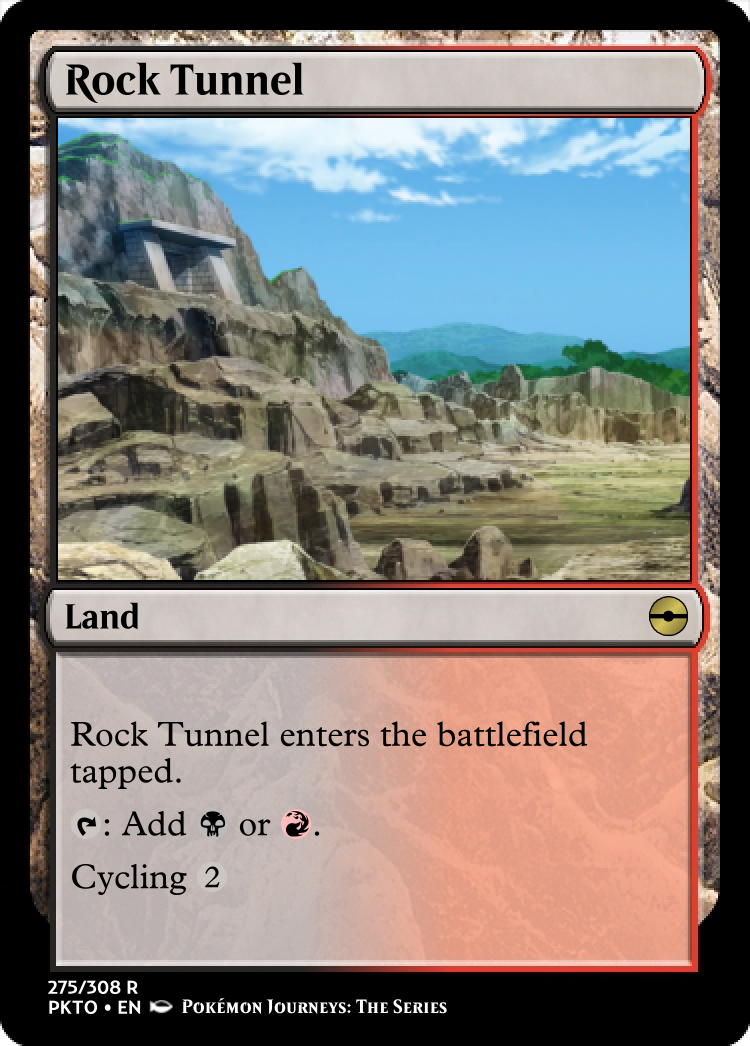 Rock Tunnel
Land
Rock Tunnel enters the battlefield
tapped.
: Add or .
Cycling 2
275/308 R
PKTO • EN Pokémon Journeys: The Series